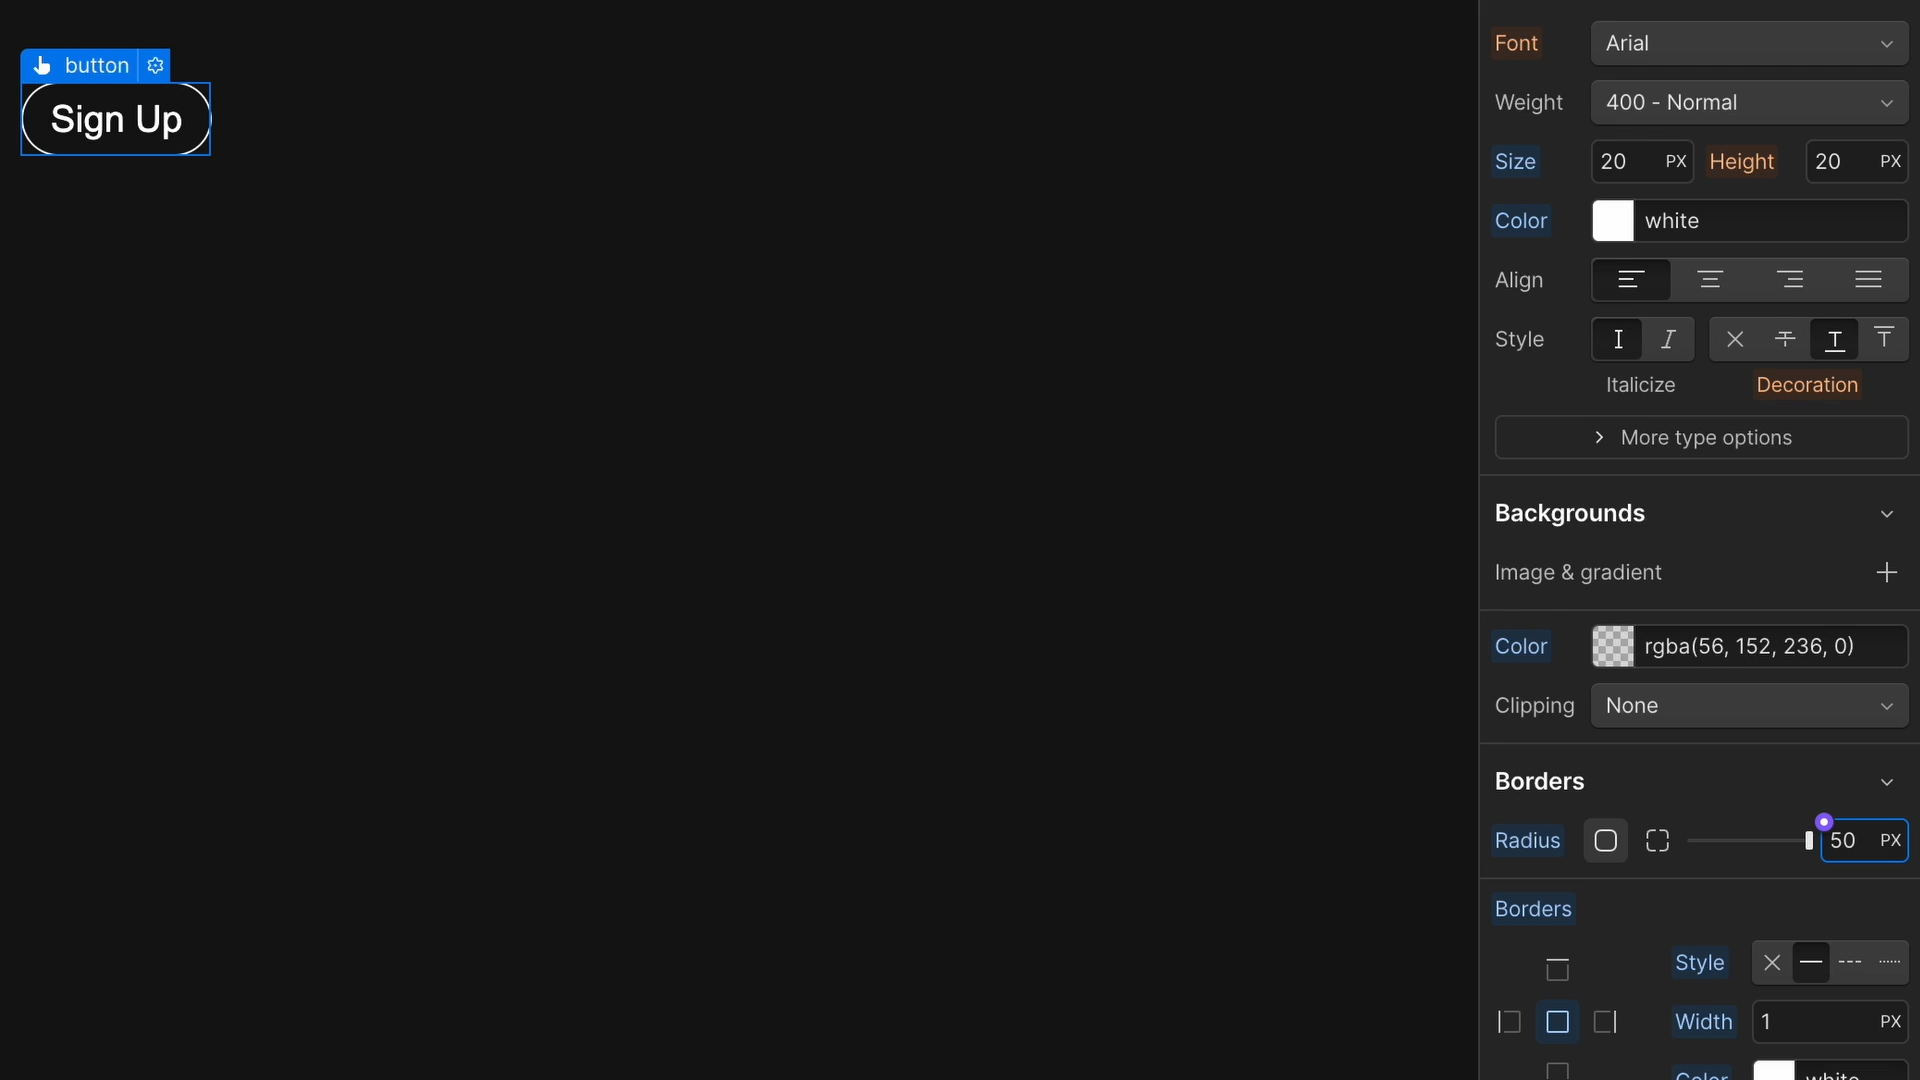 button
Sign Up
Font Arial
Weight 400 - Normal
Size 20 PX Height 20 PX
Color white
Align
Style
Italicize Decoration
More type options
Backgrounds
Image & gradient
Color rgba(56, 152, 236, 0)
Clipping None
Borders
Radius 50 PX
Borders
Style
Width 1 PX
Color white